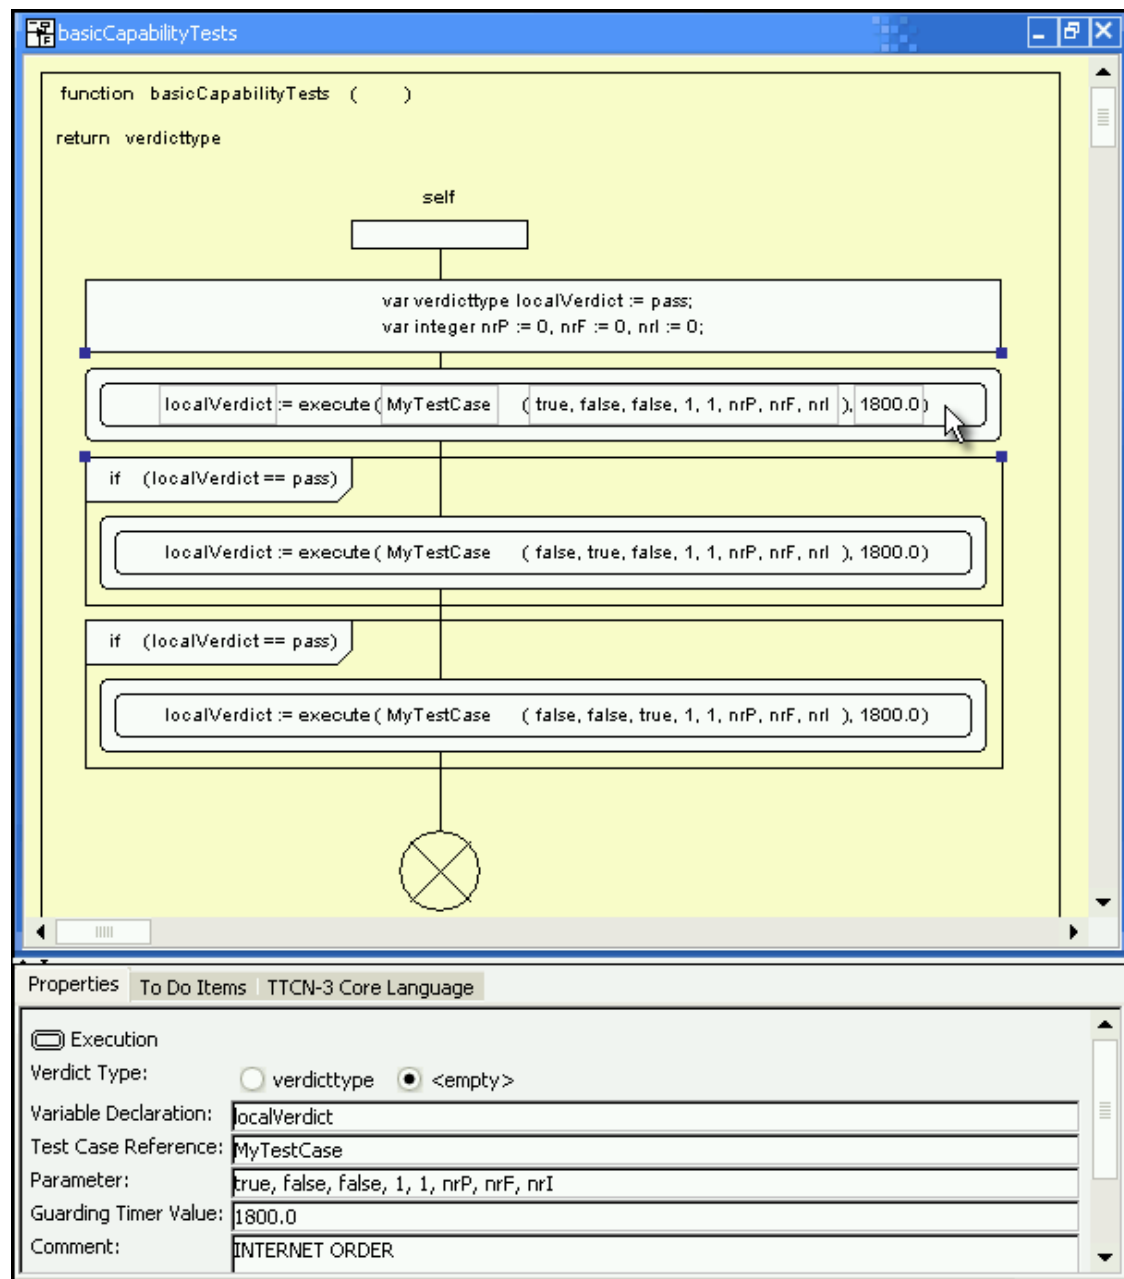 basicCapabilityTests
function basicCapabilityTests ( )
return verdicttype
self
var verdicttype localVerdict := pass;
var integer nrP := 0, nrF := 0, nrI := 0;
localVerdict := execute ( MyTestCase ( true, false, false, 1, 1, nrP, nrF, nrI ), 1800.0)
if (localVerdict == pass)
localVerdict := execute ( MyTestCase ( false, true, false, 1, 1, nrP, nrF, nrI ), 1800.0)
if (localVerdict == pass)
localVerdict := execute ( MyTestCase ( false, false, true, 1, 1, nrP, nrF, nrI ), 1800.0)
Properties To Do Items TTCN-3 Core Language
Execution
Verdict Type: verdicttype <empty>
Variable Declaration: localVerdict
Test Case Reference: MyTestCase
Parameter: true, false, false, 1, 1, nrP, nrF, nrI
Guarding Timer Value: 1800.0
Comment: INTERNET ORDER